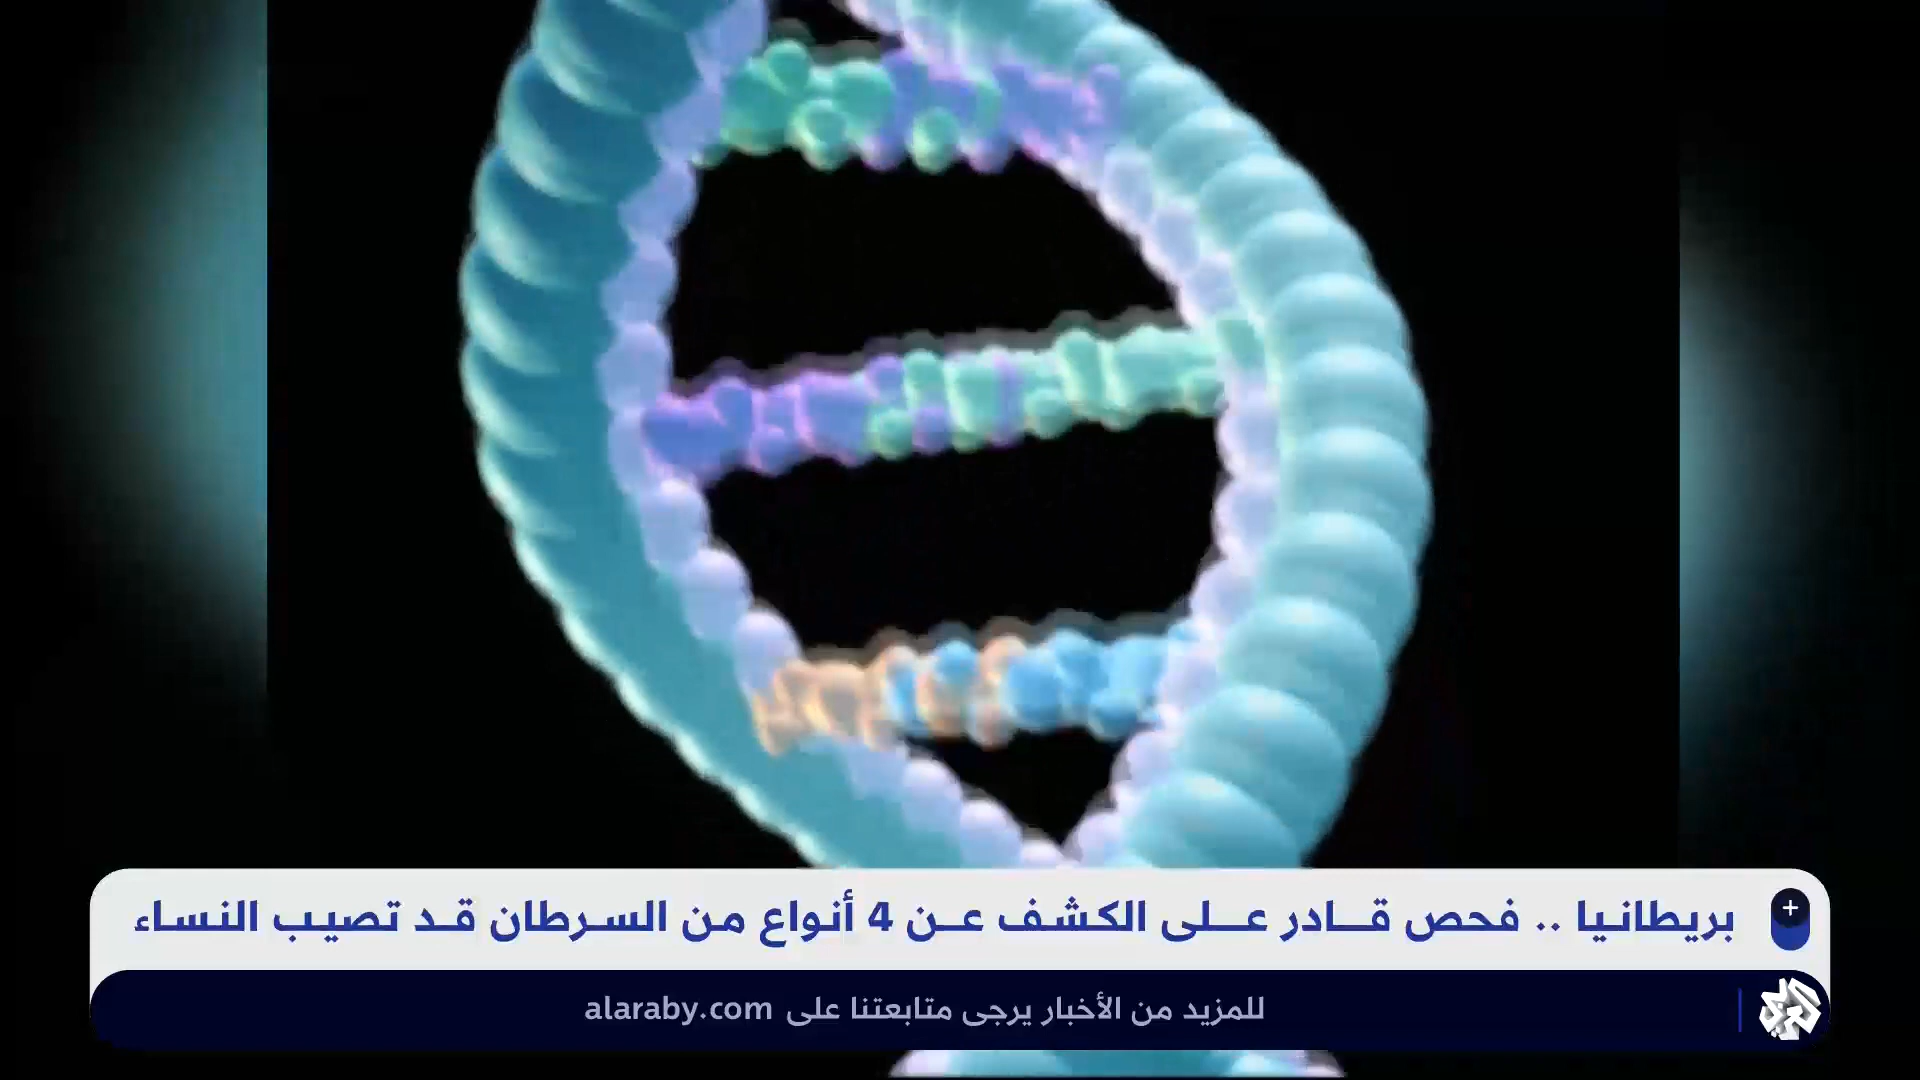 بريطانيا .. فحص قادر على الكشف عن 4 أنواع من السرطان قد تصيب النساء
للمزيد من الأخبار يرجى متابعتنا على alaraby.com